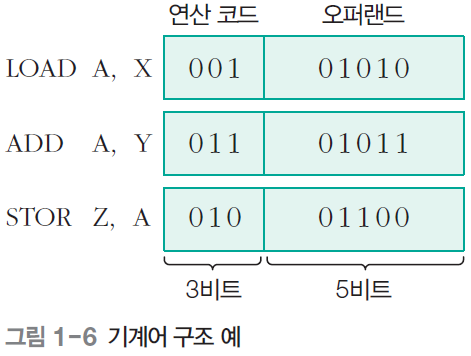 연산 코드 오퍼랜드
LOAD A, X 001 01010
ADD A, Y 011 01011
STOR Z, A 010 01100
3비트 5비트
그림 1-6 기계어 구조 예